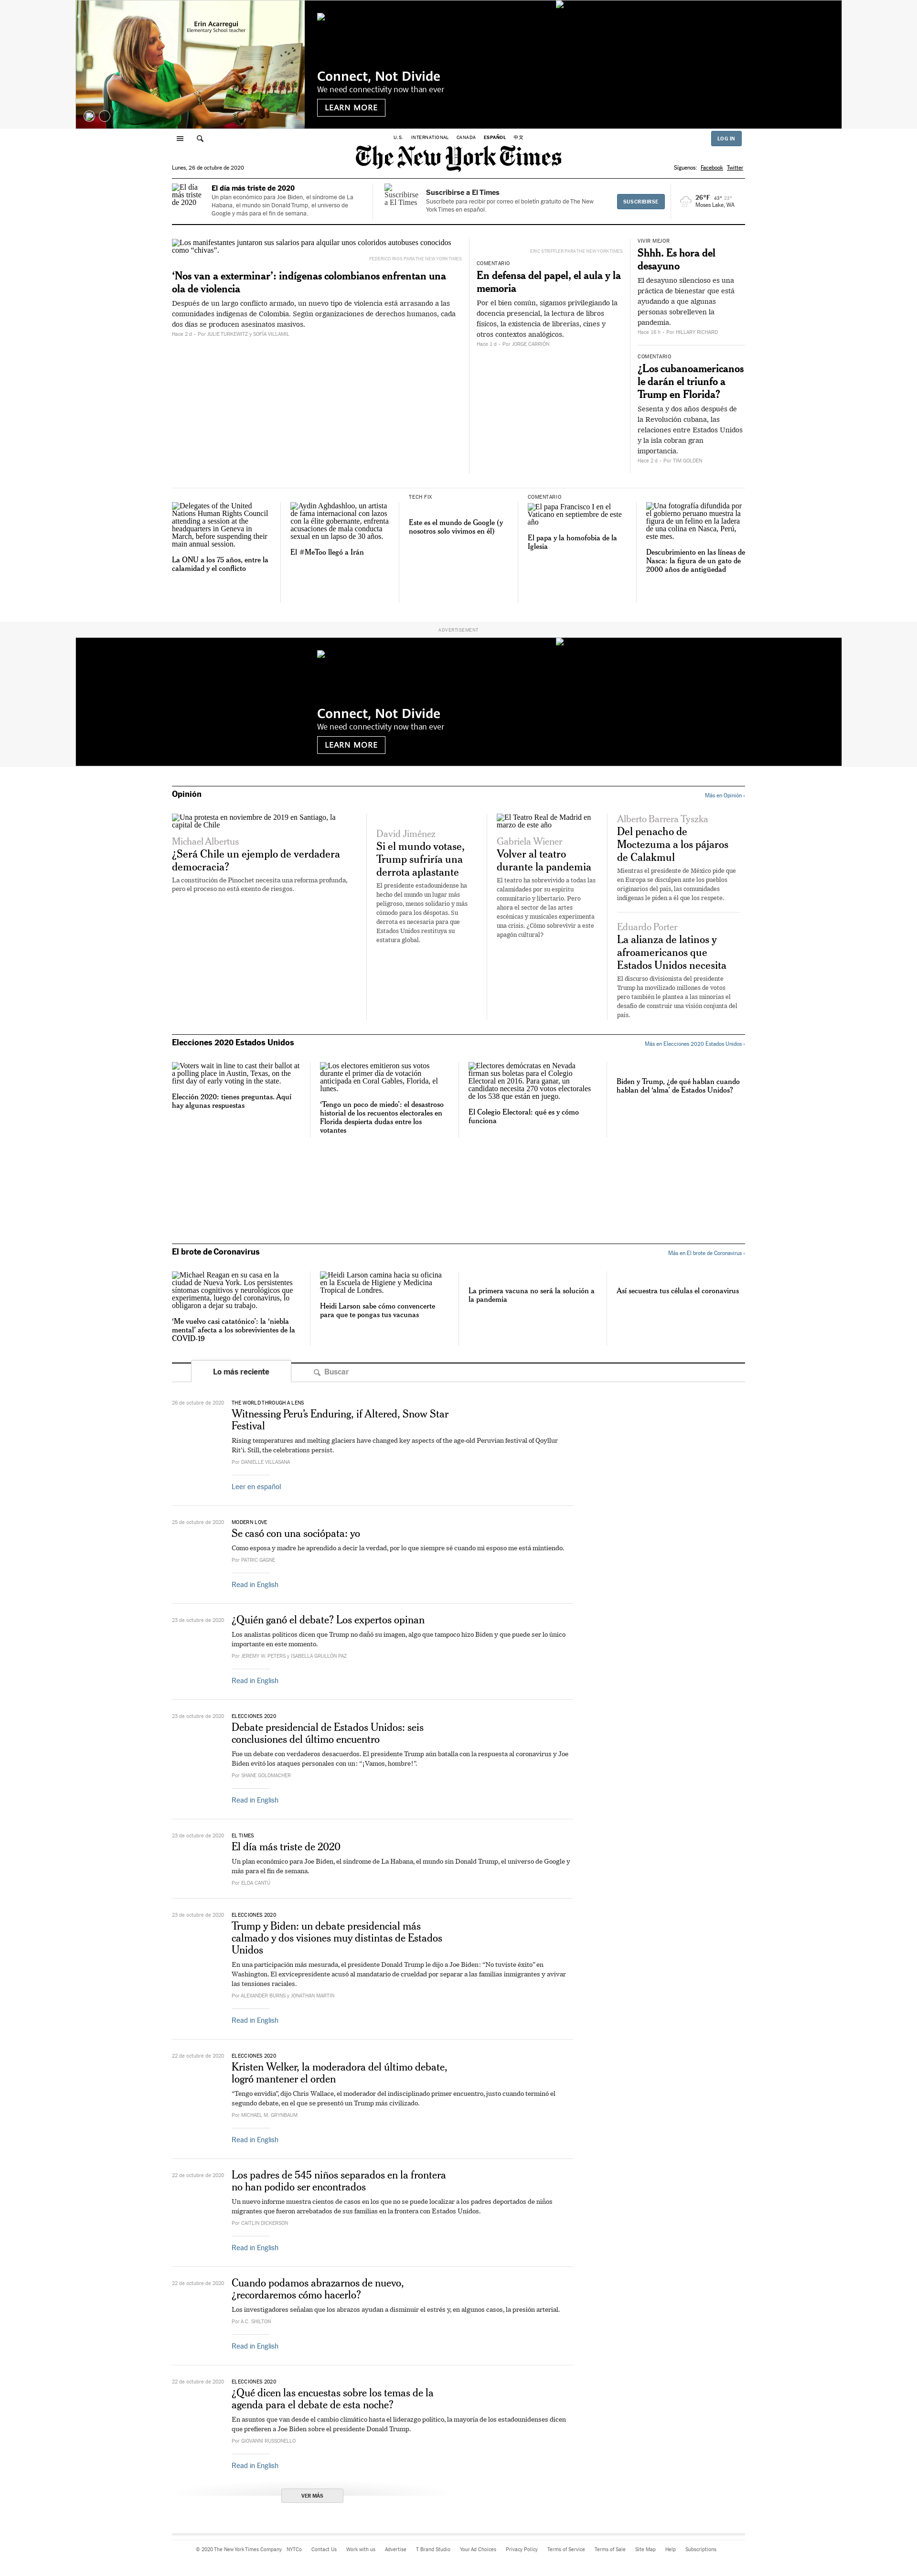 Erin Acarregui
Elementary School teacher
Connect, Not Divide
We need connectivity now than ever
LEARN MORE
U.S. INTERNATIONAL CANADA ESPAÑOL 中文
LOG IN
The New York Times
Lunes, 26 de octubre de 2020
Síguenos: Facebook Twitter
El día más triste de 2020
El día más triste de 2020
Un plan económico para Joe Biden, el síndrome de La
Habana, el mundo sin Donald Trump, el universo de
Google y más para el fin de semana.
Suscribirse a El Times
Suscribirse a El Times
Suscríbete para recibir por correo el boletín quincenal de The New
York Times en español.
SUSCRIBIRSE
26°F 43° 23°
Moses Lake, WA
Los manifestantes juntaron sus salarios para alquilar unos coloridos autobuses conocidos
como “chivas”.
FEDERICO RIOS PARA THE NEW YORK TIMES
‘Nos van a exterminar’: indígenas colombianos enfrentan una
ola de violencia
Después de un largo conflicto armado, un nuevo tipo de violencia está arrasando a las
comunidades indígenas de Colombia. Según organizaciones de derechos humanos, cada
dos días se producen asesinatos masivos.
Hace 2 d – Por JULIE TURKEWITZ y SOFÍA VILLAMIL
ERIC STRIFFLER PARA THE NEW YORK TIMES
COMENTARIO
En defensa del papel, el aula y la
memoria
Por el bien común, sigamos privilegiando la
docencia presencial, la lectura de libros
físicos, la existencia de librerías, cines y
otros contextos analógicos.
Hace 1 d – Por JORGE CARRIÓN
VIVIR MEJOR
Shhh. Es hora del
desayuno
El desayuno silencioso es una
práctica de bienestar que está
ayudando a que algunas
personas sobrelleven la
pandemia.
Hace 16 h – Por HILLARY RICHARD
COMENTARIO
¿Los cubanoamericanos
le darán el triunfo a
Trump en Florida?
Sesenta y dos años después de
la Revolución cubana, las
relaciones entre Estados Unidos
y la isla cobran gran
importancia.
Hace 2 d – Por TIM GOLDEN
Delegates of the United
Nations Human Rights Council
attending a session at the
headquarters in Geneva in
March, before suspending their
main annual session.
La ONU a los 75 años, entre la
calamidad y el conflicto
Aydin Aghdashloo, un artista
de fama internacional con lazos
con la élite gobernante, enfrenta
acusaciones de mala conducta
sexual en un lapso de 30 años.
El #MeToo llegó a Irán
TECH FIX
Este es el mundo de Google (y
nosotros solo vivimos en él)
COMENTARIO
El papa Francisco I en el
Vaticano en septiembre de este
año
El papa y la homofobia de la
Iglesia
Una fotografía difundida por
el gobierno peruano muestra la
figura de un felino en la ladera
de una colina en Nasca, Perú,
este mes.
Descubrimiento en las líneas de
Nasca: la figura de un gato de
2000 años de antigüedad
ADVERTISEMENT
Connect, Not Divide
We need connectivity now than ever
LEARN MORE
Opinión
Más en Opinión ›
Una protesta en noviembre de 2019 en Santiago, la
capital de Chile
Michael Albertus
¿Será Chile un ejemplo de verdadera
democracia?
La constitución de Pinochet necesita una reforma profunda,
pero el proceso no está exento de riesgos.
David Jiménez
Si el mundo votase,
Trump sufriría una
derrota aplastante
El presidente estadounidense ha
hecho del mundo un lugar más
peligroso, menos solidario y más
cómodo para los déspotas. Su
derrota es necesaria para que
Estados Unidos restituya su
estatura global.
El Teatro Real de Madrid en
marzo de este año
Gabriela Wiener
Volver al teatro
durante la pandemia
El teatro ha sobrevivido a todas las
calamidades por su espíritu
comunitario y libertario. Pero
ahora el sector de las artes
escénicas y musicales experimenta
una crisis. ¿Cómo sobrevivir a este
apagón cultural?
Alberto Barrera Tyszka
Del penacho de
Moctezuma a los pájaros
de Calakmul
Mientras el presidente de México pide que
en Europa se disculpen ante los pueblos
originarios del país, las comunidades
indígenas le piden a él que los respete.
Eduardo Porter
La alianza de latinos y
afroamericanos que
Estados Unidos necesita
El discurso divisionista del presidente
Trump ha movilizado millones de votos
pero también le plantea a las minorías el
desafío de construir una visión conjunta del
país.
Elecciones 2020 Estados Unidos
Más en Elecciones 2020 Estados Unidos ›
Voters wait in line to cast their ballot at
a polling place in Austin, Texas, on the
first day of early voting in the state.
Elección 2020: tienes preguntas. Aquí
hay algunas respuestas
Los electores emitieron sus votos
durante el primer día de votación
anticipada en Coral Gables, Florida, el
lunes.
‘Tengo un poco de miedo’: el desastroso
historial de los recuentos electorales en
Florida despierta dudas entre los
votantes
Electores demócratas en Nevada
firman sus boletas para el Colegio
Electoral en 2016. Para ganar, un
candidato necesita 270 votos electorales
de los 538 que están en juego.
El Colegio Electoral: qué es y cómo
funciona
Biden y Trump, ¿de qué hablan cuando
hablan del ‘alma’ de Estados Unidos?
El brote de Coronavirus
Más en El brote de Coronavirus ›
Michael Reagan en su casa en la
ciudad de Nueva York. Los persistentes
síntomas cognitivos y neurológicos que
experimenta, luego del coronavirus, lo
obligaron a dejar su trabajo.
‘Me vuelvo casi catatónico’: la ‘niebla
mental’ afecta a los sobrevivientes de la
COVID-19
Heidi Larson camina hacia su oficina
en la Escuela de Higiene y Medicina
Tropical de Londres.
Heidi Larson sabe cómo convencerte
para que te pongas tus vacunas
La primera vacuna no será la solución a
la pandemia
Así secuestra tus células el coronavirus
Lo más reciente
Buscar
26 de octubre de 2020
THE WORLD THROUGH A LENS
Witnessing Peru’s Enduring, if Altered, Snow Star
Festival
Rising temperatures and melting glaciers have changed key aspects of the age-old Peruvian festival of Qoyllur
Rit’i. Still, the celebrations persist.
Por DANIELLE VILLASANA
Leer en español
25 de octubre de 2020
MODERN LOVE
Se casó con una sociópata: yo
Como esposa y madre he aprendido a decir la verdad, por lo que siempre sé cuando mi esposo me está mintiendo.
Por PATRIC GAGNE
Read in English
23 de octubre de 2020
¿Quién ganó el debate? Los expertos opinan
Los analistas políticos dicen que Trump no dañó su imagen, algo que tampoco hizo Biden y que puede ser lo único
importante en este momento.
Por JEREMY W. PETERS y ISABELLA GRULLÓN PAZ
Read in English
23 de octubre de 2020
ELECCIONES 2020
Debate presidencial de Estados Unidos: seis
conclusiones del último encuentro
Fue un debate con verdaderos desacuerdos. El presidente Trump aún batalla con la respuesta al coronavirus y Joe
Biden evitó los ataques personales con un: “¡Vamos, hombre!”.
Por SHANE GOLDMACHER
Read in English
23 de octubre de 2020
EL TIMES
El día más triste de 2020
Un plan económico para Joe Biden, el síndrome de La Habana, el mundo sin Donald Trump, el universo de Google y
más para el fin de semana.
Por ELDA CANTÚ
23 de octubre de 2020
ELECCIONES 2020
Trump y Biden: un debate presidencial más
calmado y dos visiones muy distintas de Estados
Unidos
En una participación más mesurada, el presidente Donald Trump le dijo a Joe Biden: “No tuviste éxito” en
Washington. El exvicepresidente acusó al mandatario de crueldad por separar a las familias inmigrantes y avivar
las tensiones raciales.
Por ALEXANDER BURNS y JONATHAN MARTIN
Read in English
22 de octubre de 2020
ELECCIONES 2020
Kristen Welker, la moderadora del último debate,
logró mantener el orden
“Tengo envidia”, dijo Chris Wallace, el moderador del indisciplinado primer encuentro, justo cuando terminó el
segundo debate, en el que se presentó un Trump más civilizado.
Por MICHAEL M. GRYNBAUM
Read in English
22 de octubre de 2020
Los padres de 545 niños separados en la frontera
no han podido ser encontrados
Un nuevo informe muestra cientos de casos en los que no se puede localizar a los padres deportados de niños
migrantes que fueron arrebatados de sus familias en la frontera con Estados Unidos.
Por CAITLIN DICKERSON
Read in English
22 de octubre de 2020
Cuando podamos abrazarnos de nuevo,
¿recordaremos cómo hacerlo?
Los investigadores señalan que los abrazos ayudan a disminuir el estrés y, en algunos casos, la presión arterial.
Por A.C. SHILTON
Read in English
22 de octubre de 2020
ELECCIONES 2020
¿Qué dicen las encuestas sobre los temas de la
agenda para el debate de esta noche?
En asuntos que van desde el cambio climático hasta el liderazgo político, la mayoría de los estadounidenses dicen
que prefieren a Joe Biden sobre el presidente Donald Trump.
Por GIOVANNI RUSSONELLO
Read in English
VER MÁS
© 2020 The New York Times Company NYTCo Contact Us Work with us Advertise T Brand Studio Your Ad Choices Privacy Policy Terms of Service Terms of Sale Site Map Help Subscriptions